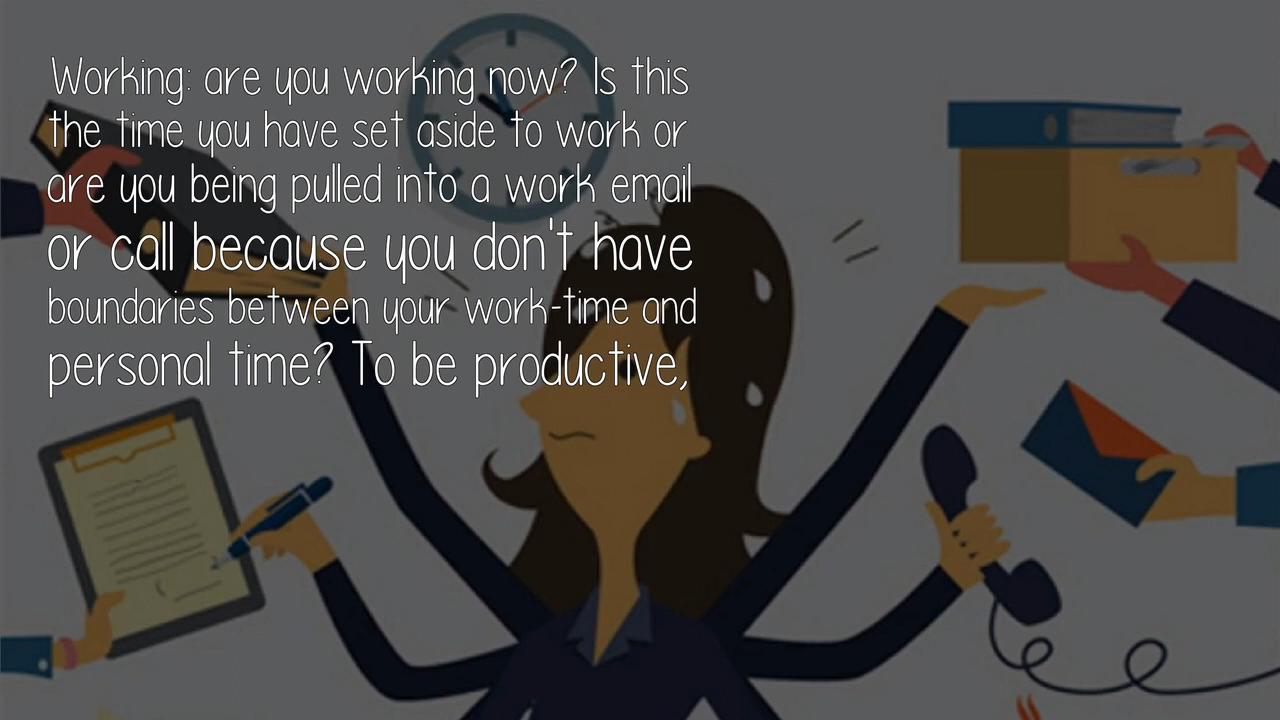 Working: are you working now? Is this
the time you have set aside to work or
are you being pulled into a work email
or call because you don't have
boundaries between your work-time and
personal time? To be productive,